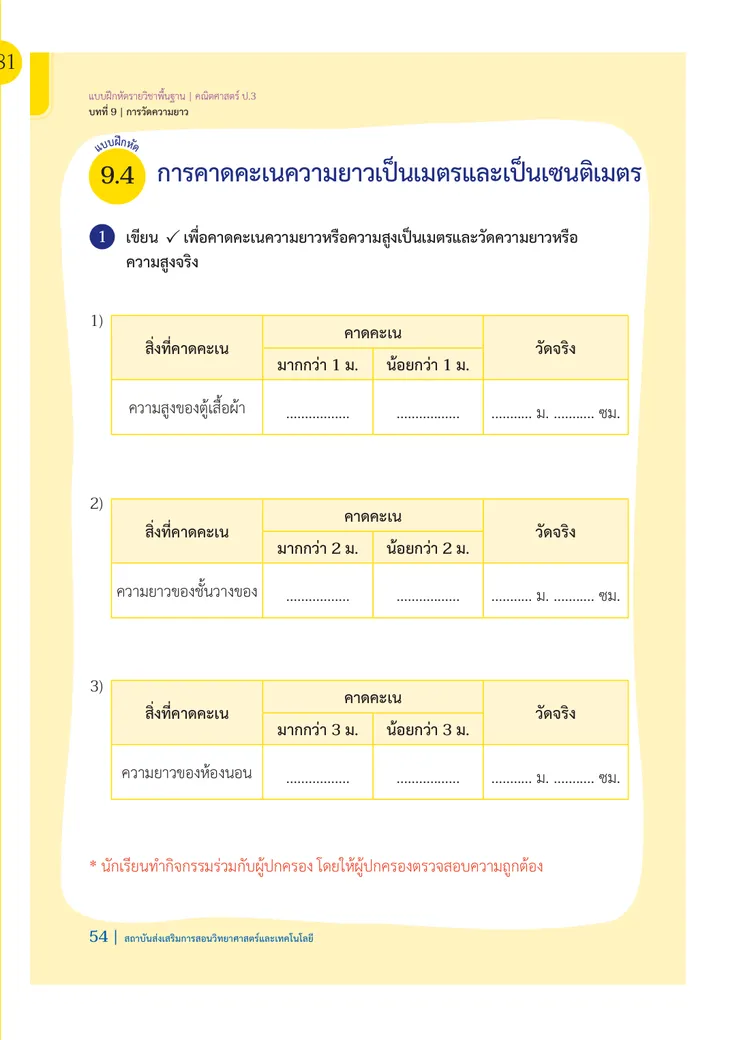 81
แบบฝึกหัดรายวิชาพื้นฐาน | คณิตศาสตร์ ป.3
บทที่ 9 | การวัดความยาว
แบบฝึกหัด
9.4 การคาดคะเนความยาวเป็นเมตรและเป็นเซนติเมตร
1 เขียน ✓ เพื่อคาดคะเนความยาวหรือความสูงเป็นเมตรและวัดความยาวหรือ
ความสูงจริง
1)
สิ่งที่คาดคะเน คาดคะเน วัดจริง
มากกว่า 1 ม. น้อยกว่า 1 ม.
ความสูงของตู้เสื้อผ้า ................. ................. ........... ม. ........... ซม.
2)
สิ่งที่คาดคะเน คาดคะเน วัดจริง
มากกว่า 2 ม. น้อยกว่า 2 ม.
ความยาวของชั้นวางของ ................. ................. ........... ม. ........... ซม.
3)
สิ่งที่คาดคะเน คาดคะเน วัดจริง
มากกว่า 3 ม. น้อยกว่า 3 ม.
ความยาวของห้องนอน ................. ................. ........... ม. ........... ซม.
* นักเรียนทำกิจกรรมร่วมกับผู้ปกครอง โดยให้ผู้ปกครองตรวจสอบความถูกต้อง
54 | สถาบันส่งเสริมการสอนวิทยาศาสตร์และเทคโนโลยี